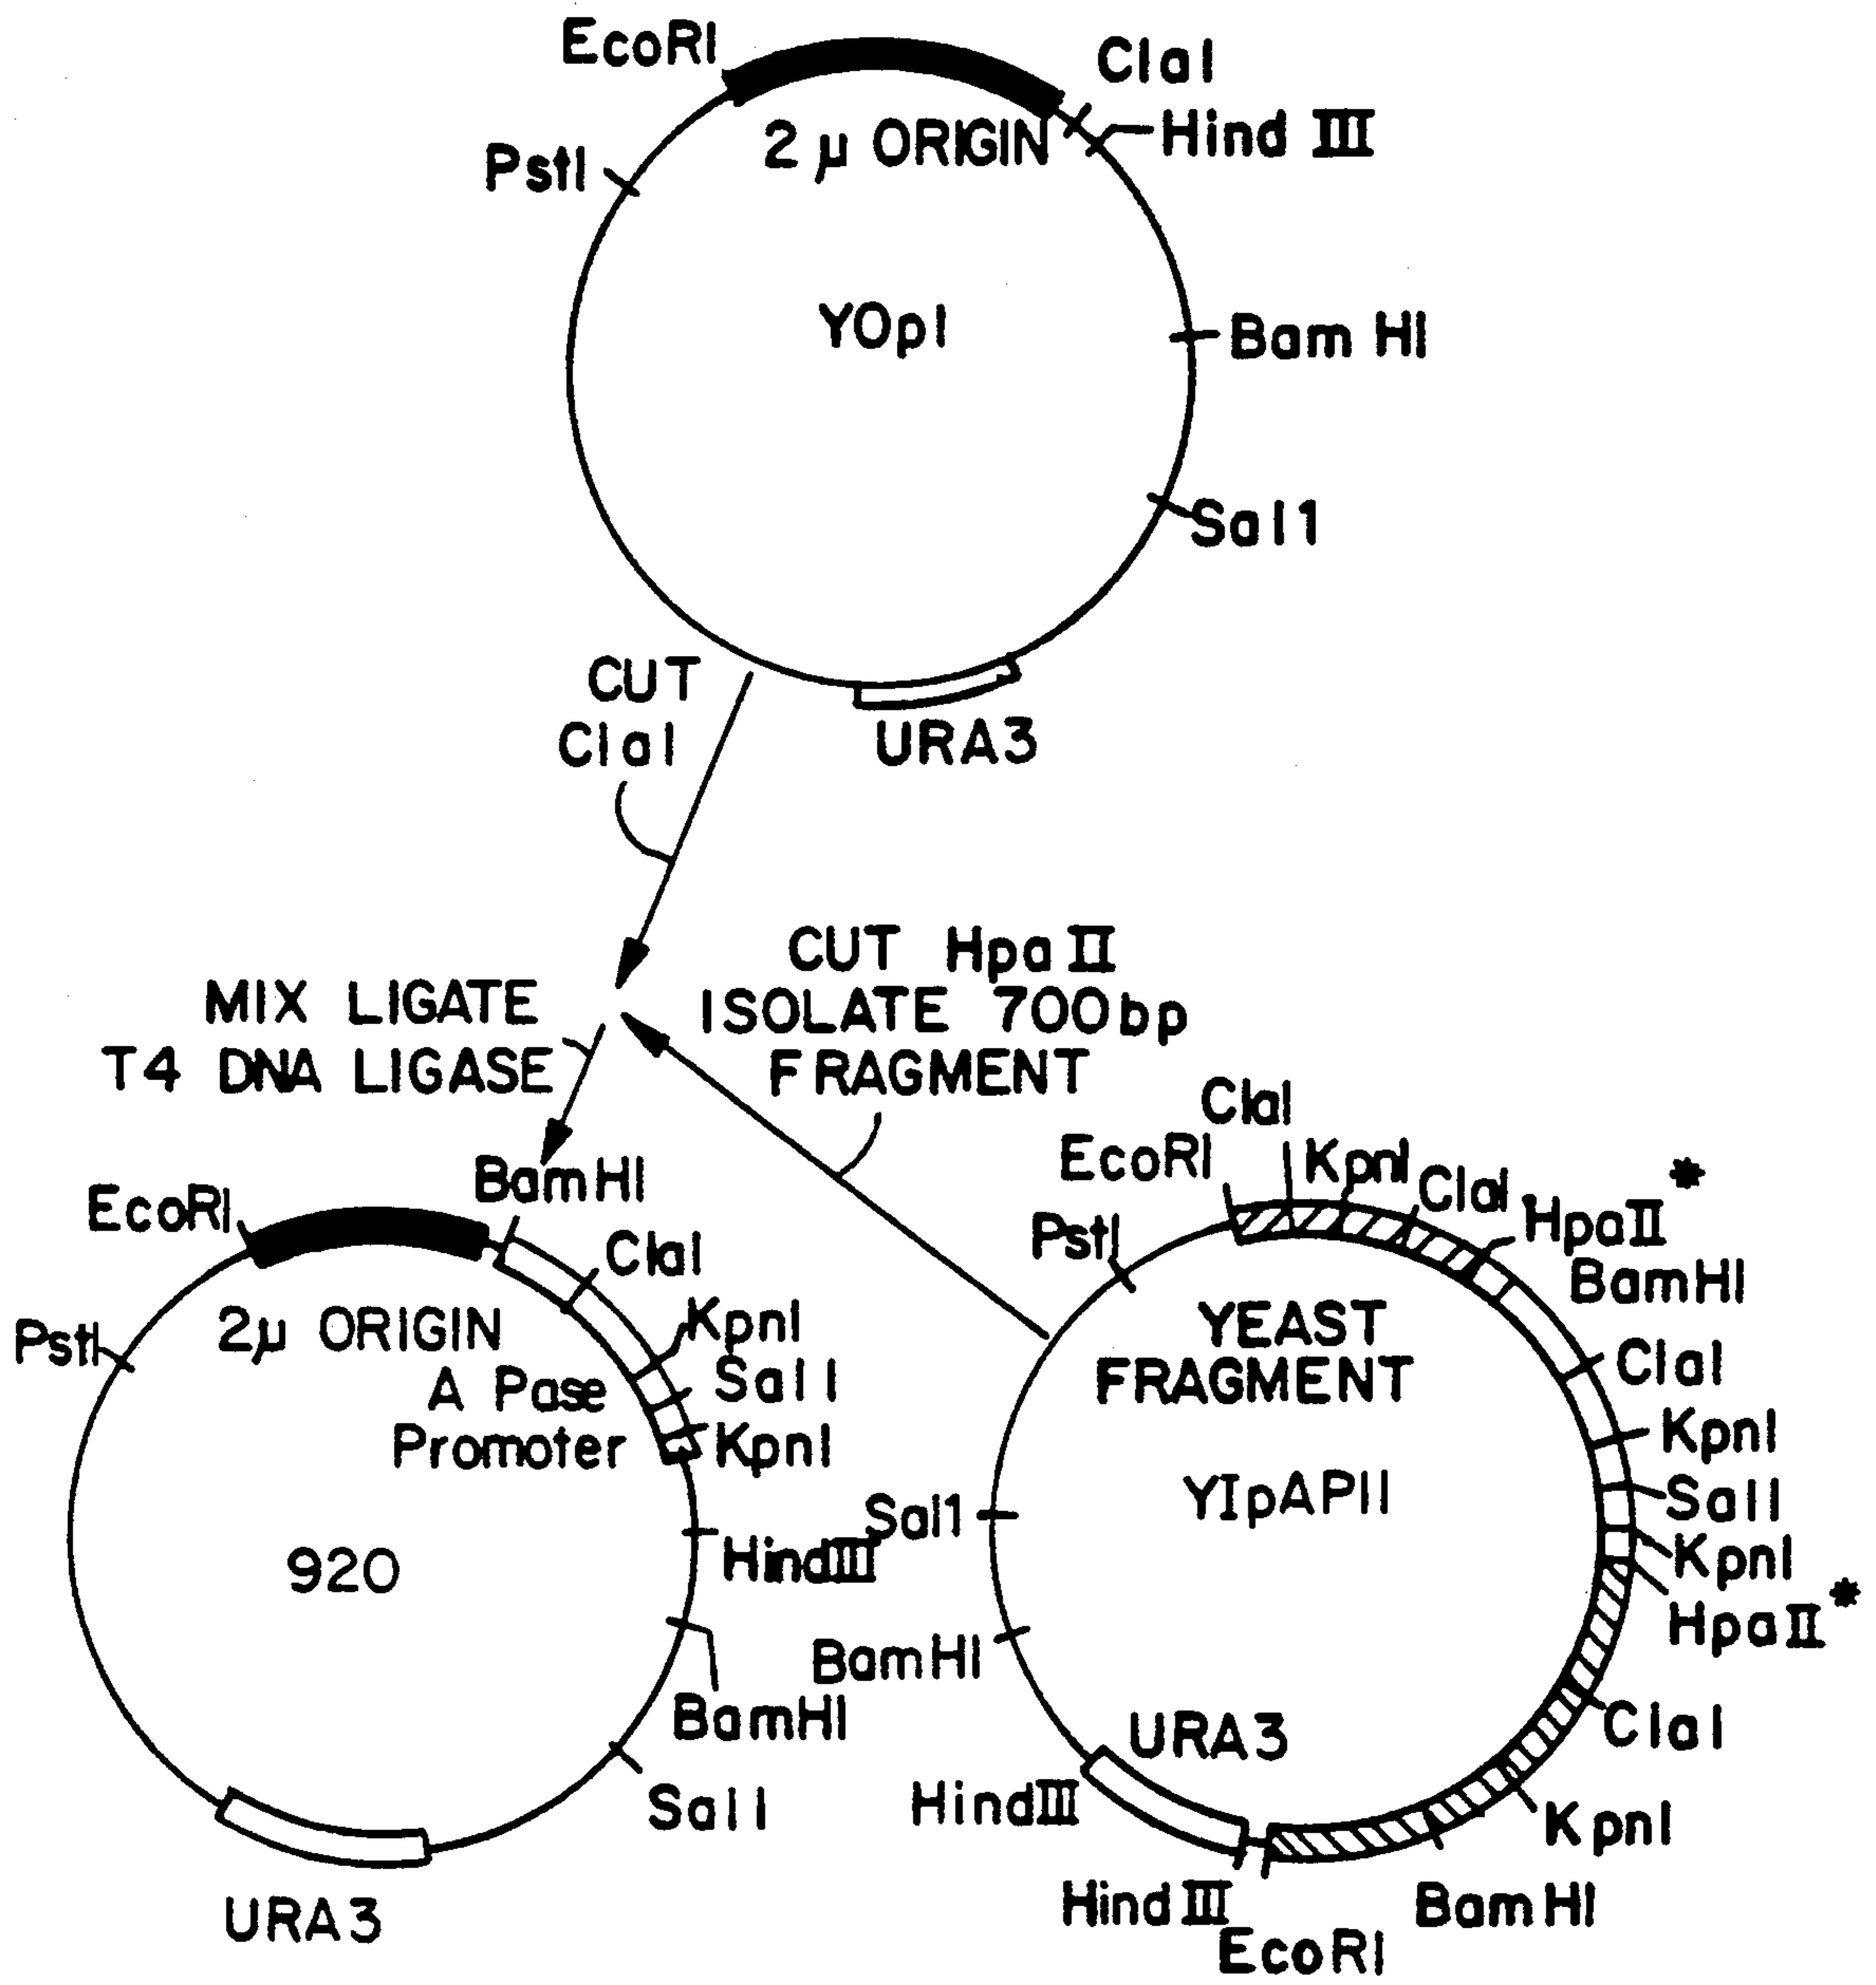 EcoRI
ClaI
2 μ ORIGIN
Hind III
PstI
YOpI
Bam HI
Sal1
CUT
ClaI
URA3
CUT HpaII
ISOLATE 700bp
FRAGMENT
MIX LIGATE
T4 DNA LIGASE
BamHI
EcoRI
ClaI
2μ ORIGIN
KpnI
PstI
SalI
A Pase
Promoter
KpnI
HindIII
920
BamHI
SalI
URA3
ClaI
EcoRI
KpnI
ClaI
HpaII*
PstI
BamHI
YEAST
FRAGMENT
ClaI
KpnI
YIpAPII
Sal1
SalI
KpnI
HpaII*
BamHI
ClaI
URA3
HindIII
KpnI
Hind III
BamHI
EcoRI